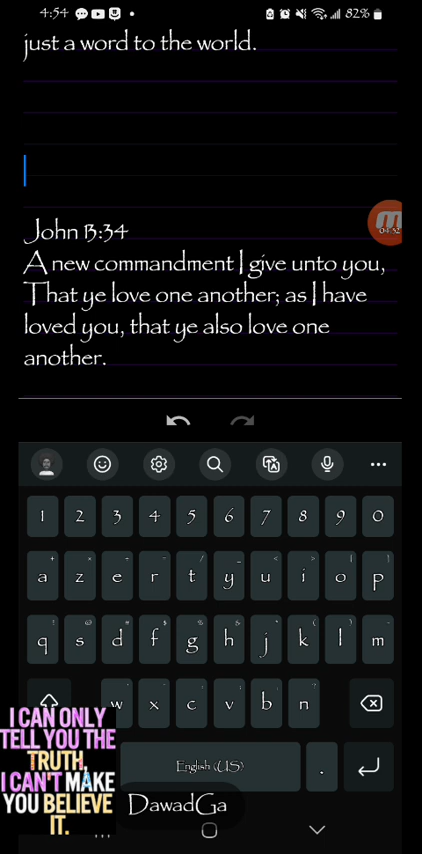 4:54 82%
just a word to the world.
04:52
John 13:34
A new commandment I give unto you,
That ye love one another; as I have
loved you, that ye also love one
another.
1 2 3 4 5 6 7 8 9 0
a z e r t y u i o p
q s d f g h j k l m
w x c v b n
English (US) .
I CAN ONLY
TELL YOU THE
TRUTH,
I CAN'T MAKE
YOU BELIEVE
IT.
DawadGa